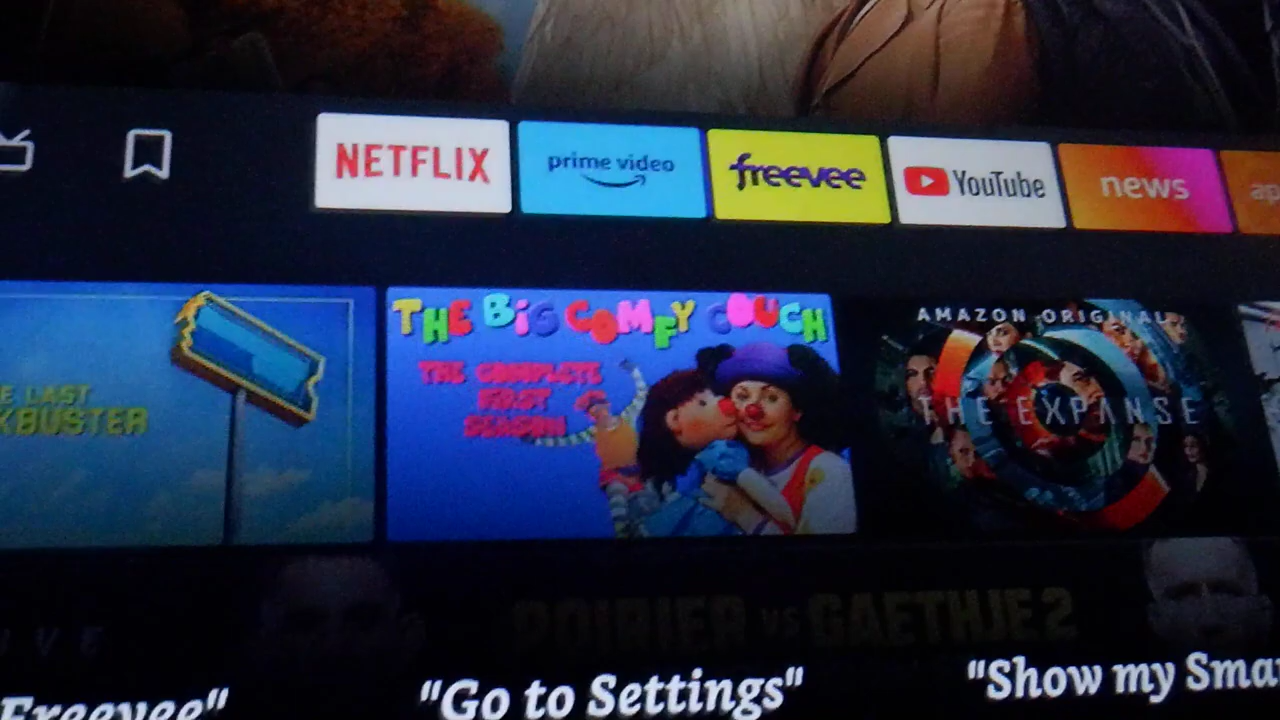 NETFLIX
prime video
freevee
YouTube
news
THE BIG COMFY COUCH
THE COMPLETE
FIRST
SEASON
AMAZON ORIGINAL
THE EXPANSE
E LAST
KBUSTER
POIRIER vs GAETHJE 2
Freevee"
"Go to Settings"
"Show my Sma